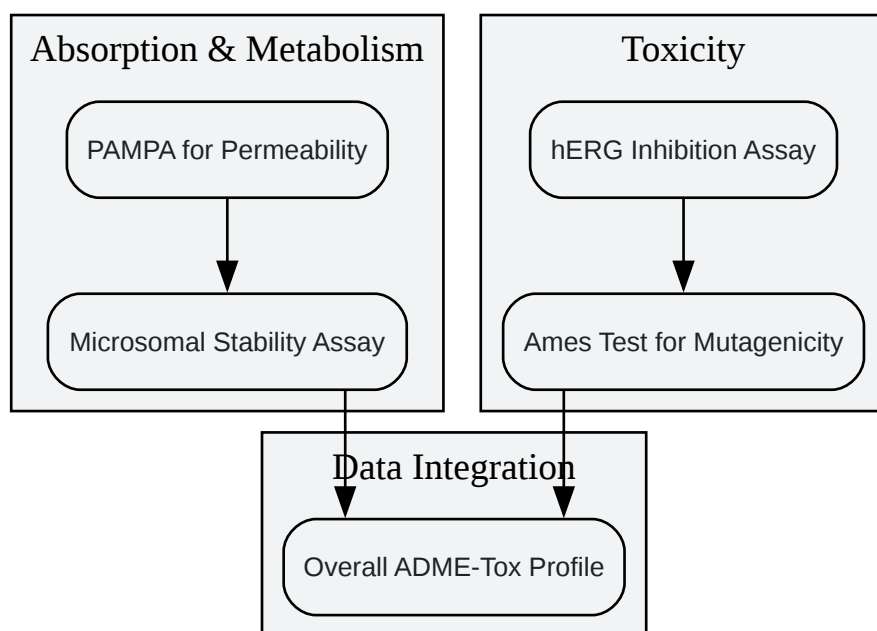 Absorption & Metabolism
PAMPA for Permeability
Microsomal Stability Assay
Toxicity
hERG Inhibition Assay
Ames Test for Mutagenicity
Data Integration
Overall ADME-Tox Profile